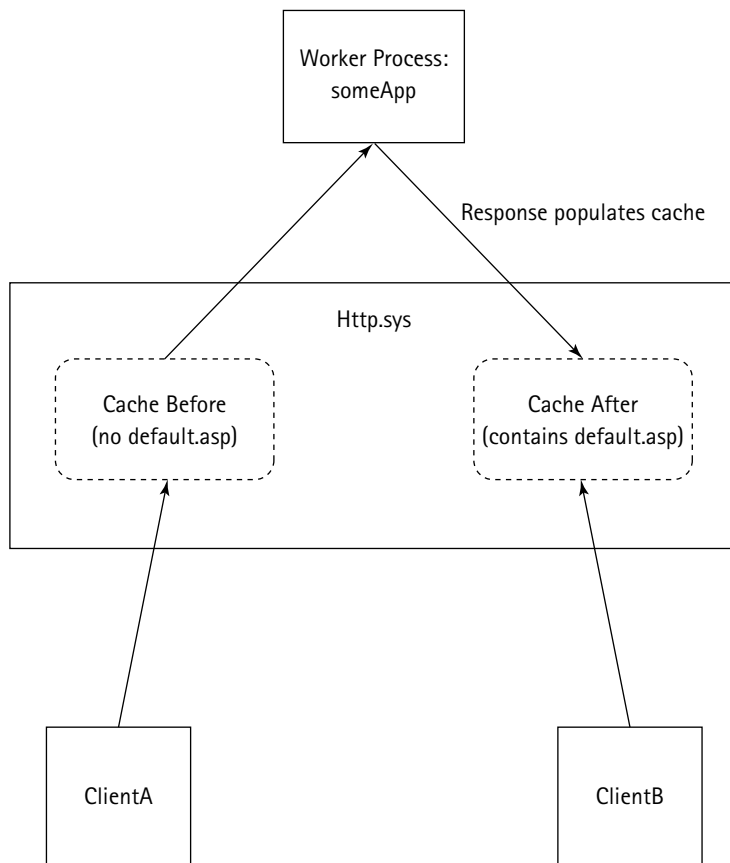 Worker Process:
someApp
Response populates cache
Http.sys
Cache Before
(no default.asp)
Cache After
(contains default.asp)
ClientA
ClientB